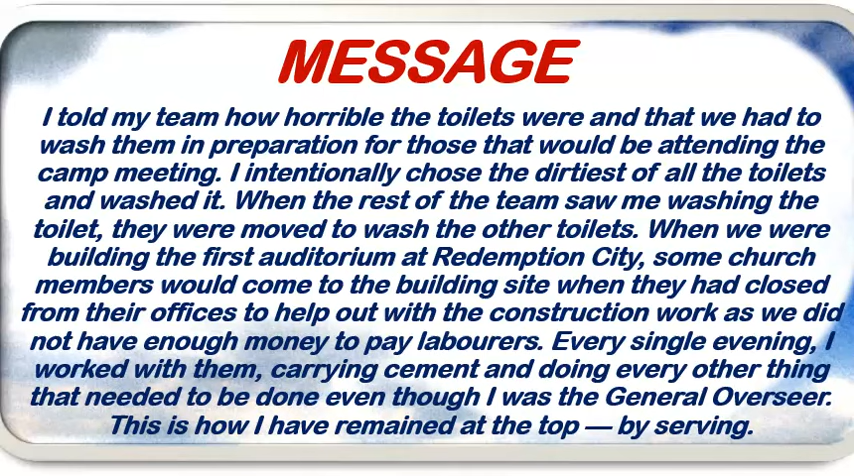 MESSAGE
I told my team how horrible the toilets were and that we had to
wash them in preparation for those that would be attending the
camp meeting. I intentionally chose the dirtiest of all the toilets
and washed it. When the rest of the team saw me washing the
toilet, they were moved to wash the other toilets. When we were
building the first auditorium at Redemption City, some church
members would come to the building site when they had closed
from their offices to help out with the construction work as we did
not have enough money to pay labourers. Every single evening, I
worked with them, carrying cement and doing every other thing
that needed to be done even though I was the General Overseer.
This is how I have remained at the top — by serving.